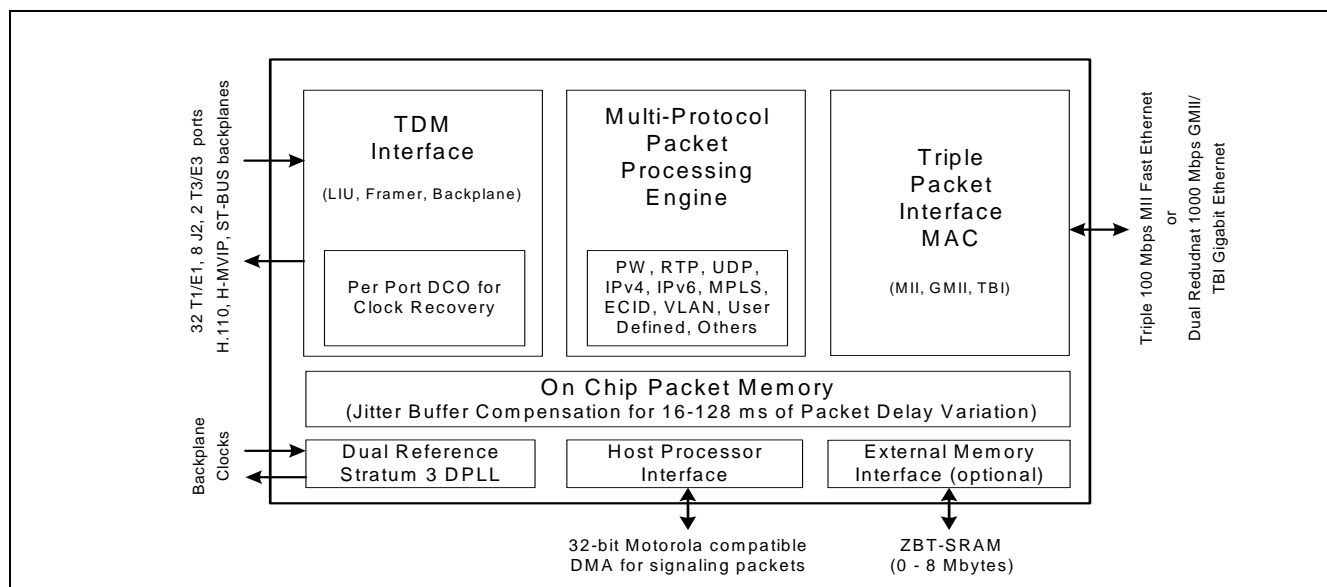 32 T1/E1, 8 J2, 2 T3/E3 ports
H.110, H-MVIP, ST-BUS backplanes
TDM
Interface
(LIU, Framer, Backplane)
Per Port DCO for
Clock Recovery
Multi-Protocol
Packet
Processing
Engine
PW, RTP, UDP,
IPv4, IPv6, MPLS,
ECID, VLAN, User
Defined, Others
Triple
Packet
Interface
MAC
(MII, GMII, TBI)
Triple 100 Mbps MII Fast Ethernet
or
Dual Redudnat 1000 Mbps GMII/
TBI Gigabit Ethernet
On Chip Packet Memory
(Jitter Buffer Compensation for 16-128 ms of Packet Delay Variation)
Backplane
Clocks
Dual Reference
Stratum 3 DPLL
Host Processor
Interface
External Memory
Interface (optional)
32-bit Motorola compatible
DMA for signaling packets
ZBT-SRAM
(0 - 8 Mbytes)